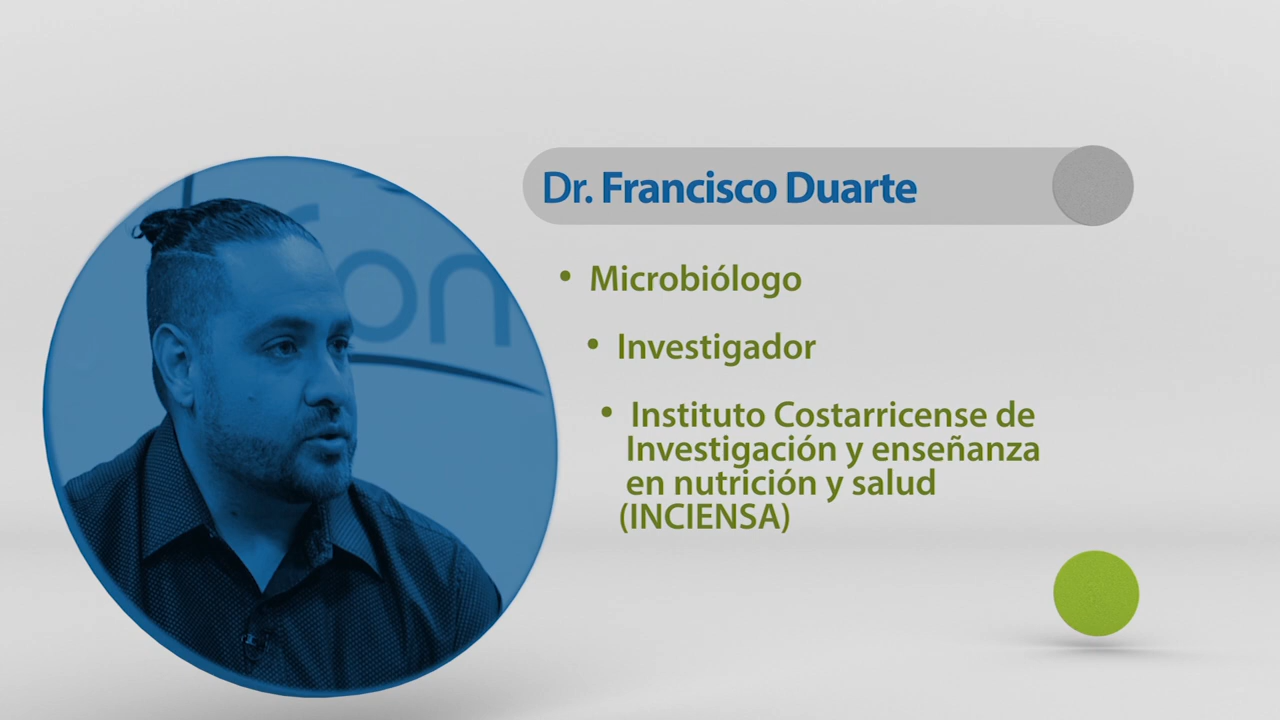 Dr. Francisco Duarte
• Microbiólogo
• Investigador
• Instituto Costarricense de
Investigación y enseñanza
en nutrición y salud
(INCIENSA)